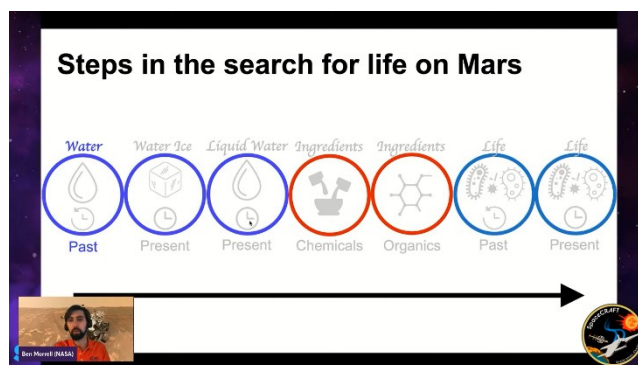 Steps in the search for life on Mars
Water Water Ice Liquid Water Ingredients Ingredients Life Life
Past Present Present Chemicals Organics Past Present
Ben Morrell (NASA)
SpaceCRAFT